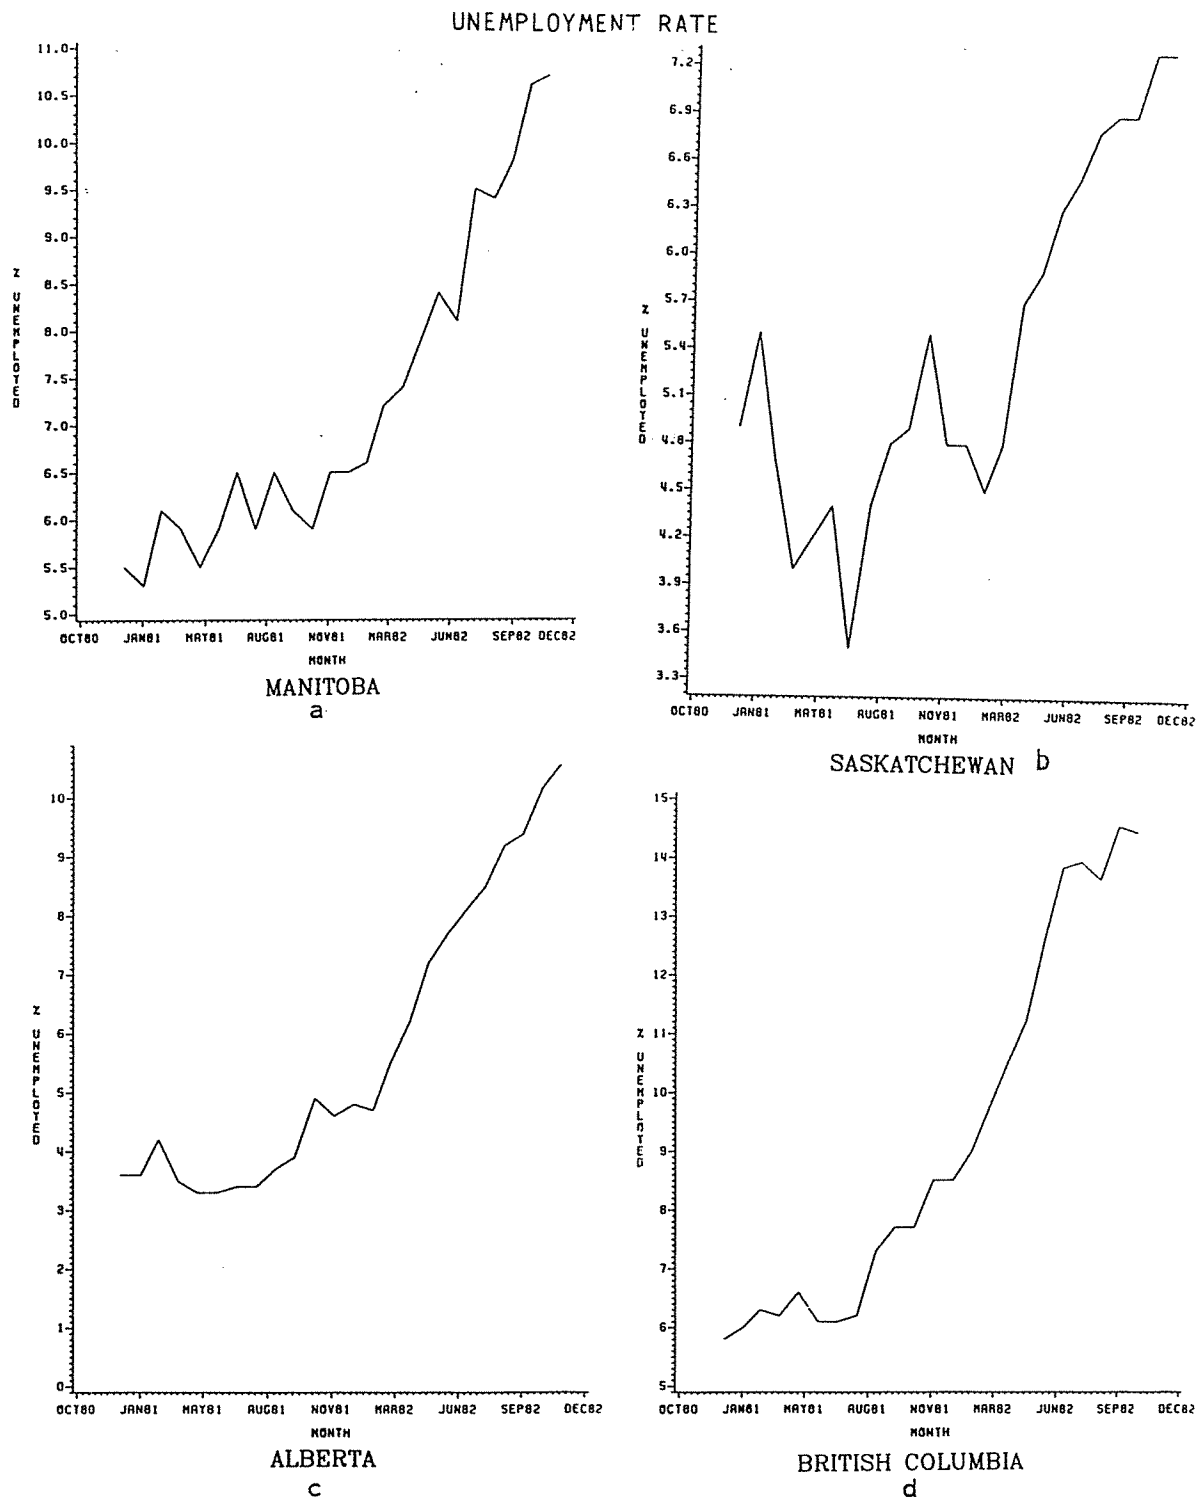 UNEMPLOYMENT RATE
11.0
10.5
10.0
9.5
9.0
8.5
8.0
7.5
7.0
6.5
6.0
5.5
5.0
% UNEMPLOYED
OCT80 JAN81 MAY81 AUG81 NOV81 MAR82 JUN82 SEP82 DEC82
MONTH
MANITOBA
a
7.2
6.9
6.6
6.3
6.0
5.7
5.4
5.1
4.8
4.5
4.2
3.9
3.6
3.3
% UNEMPLOYED
OCT80 JAN81 MAY81 AUG81 NOV81 MAR82 JUN82 SEP82 DEC82
MONTH
SASKATCHEWAN b
10
9
8
7
6
5
4
3
2
1
0
% UNEMPLOYED
OCT80 JAN81 MAY81 AUG81 NOV81 MAR82 JUN82 SEP82 DEC82
MONTH
ALBERTA
c
15
14
13
12
11
10
9
8
7
6
5
% UNEMPLOYED
OCT80 JAN81 MAY81 AUG81 NOV81 MAR82 JUN82 SEP82 DEC82
MONTH
BRITISH COLUMBIA
d